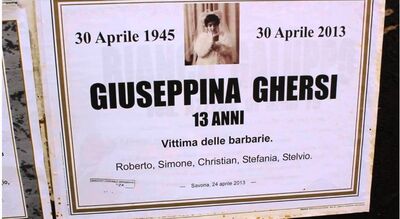 30 Aprile 1945 30 Aprile 2013
GIUSEPPINA GHERSI
13 ANNI
Vittima delle barbarie.
Roberto, Simone, Christian, Stefania, Stelvio.
Savona, 24 aprile 2013